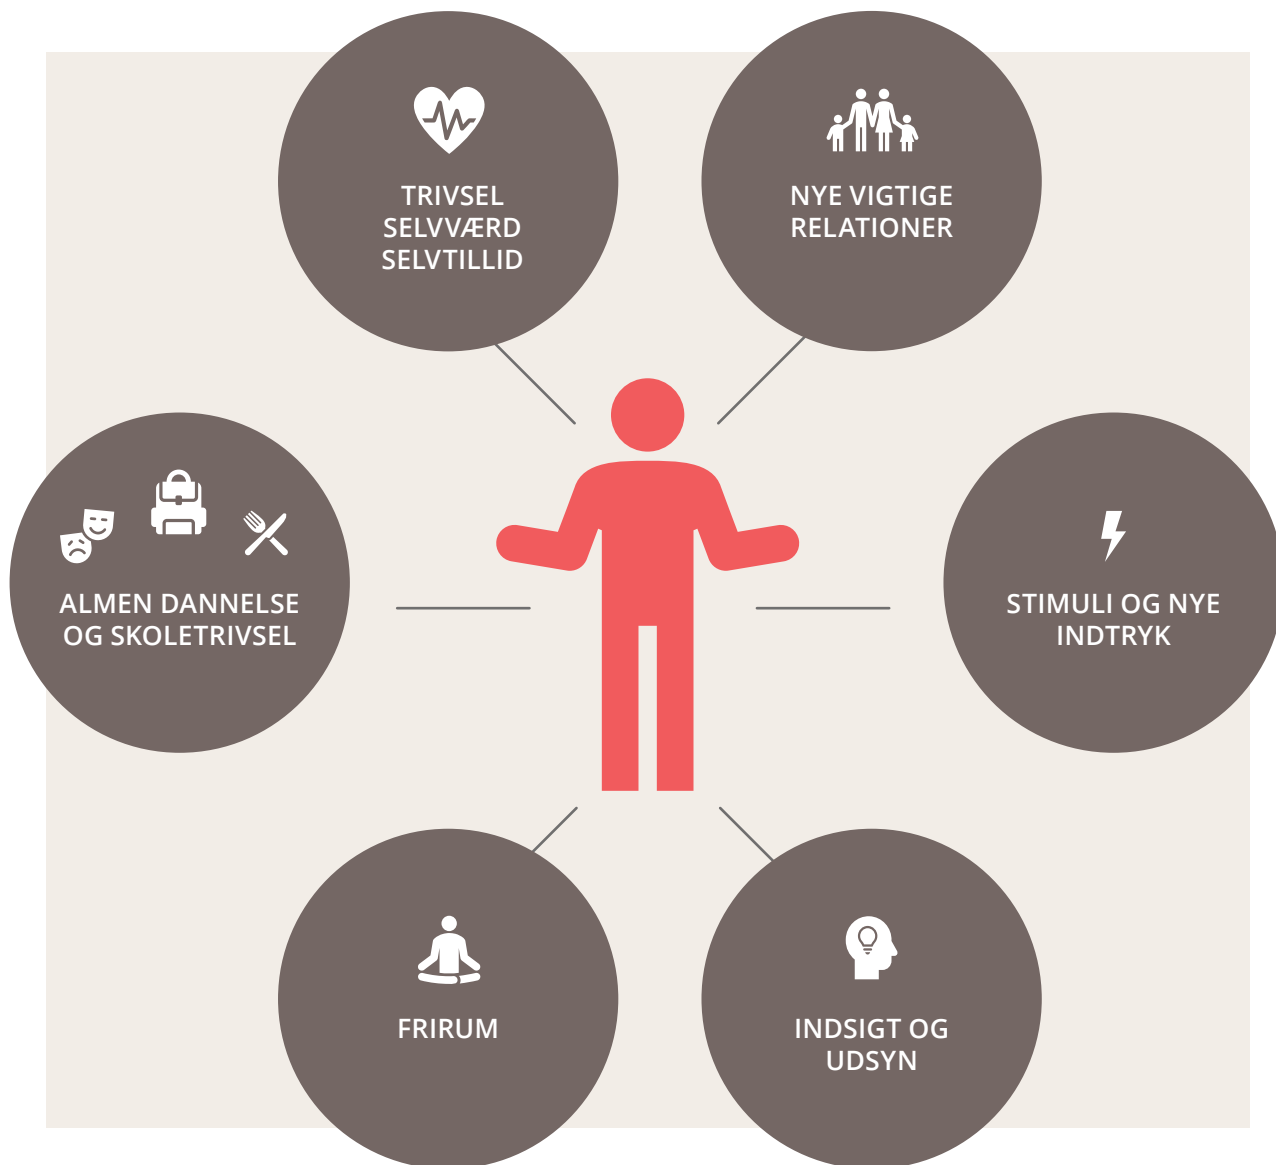 TRIVSEL
SELVVÆRD
SELVTILLID
NYE VIGTIGE
RELATIONER
ALMEN DANNELSE
OG SKOLETRIVSEL
STIMULI OG NYE
INDTRYK
FRIRUM
INDSIGT OG
UDSYN